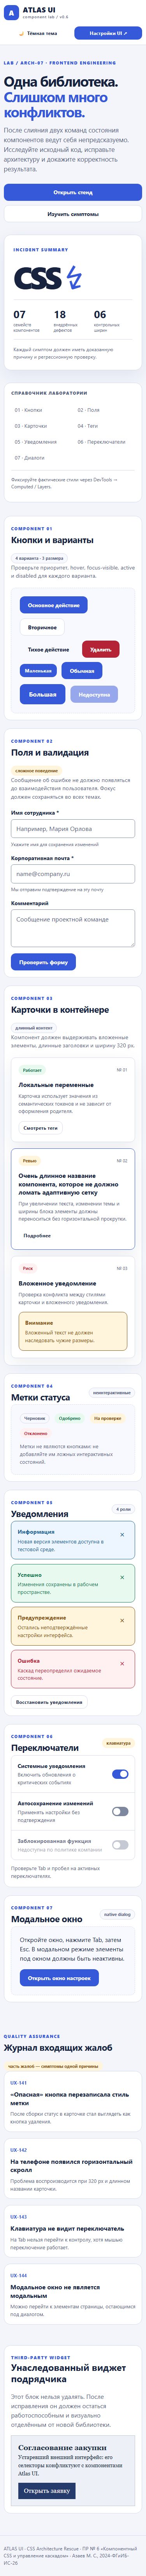 A
ATLAS UI
component lab / v0.6
🌙 Тёмная тема
Настройки UI ↗
LAB / ARCH-07 · FRONTEND ENGINEERING
Одна библиотека.
Слишком много
конфликтов.
После слияния двух команд состояния
компонентов ведут себя непредсказуемо.
Исследуйте исходный код, исправьте
архитектуру и докажите корректность
результата.
Открыть стенд
Изучить симптомы
INCIDENT SUMMARY
CSS
07
семейств
компонентов
18
внедрённых
дефектов
06
контрольных
ширин
Каждый симптом должен иметь доказанную
причину и регрессионную проверку.
СПРАВОЧНИК ЛАБОРАТОРИИ
01 · Кнопки
02 · Поля
03 · Карточки
04 · Теги
05 · Уведомления
06 · Переключатели
07 · Диалоги
Фиксируйте фактические стили через DevTools →
Computed / Layers.
COMPONENT 01
Кнопки и варианты
4 варианта · 3 размера
Проверьте приоритет: hover, focus-visible, active
и disabled для каждого варианта.
Основное действие
Вторичное
Тихое действие
Удалить
Маленькая
Обычная
Большая
Недоступна
COMPONENT 02
Поля и валидация
сложное поведение
Сообщение об ошибке не должно появляться
до взаимодействия пользователя. Фокус
должен сохраняться во всех темах.
Имя сотрудника *
Например, Мария Орлова
Укажите имя для сохранения изменений
Корпоративная почта *
name@company.ru
Мы отправим подтверждение на эту почту
Комментарий
Сообщение проектной команде
Проверить форму
COMPONENT 03
Карточки в контейнере
длинный контент
Компонент должен выдерживать вложенные
элементы, длинные заголовки и ширину 320 px.
Работает
№ 01
Локальные переменные
Карточка использует значения из
семантических токенов и не зависит от
оформления родителя.
Смотреть теги
Ревью
№ 02
Очень длинное название
компонента, которое не должно
ломать адаптивную сетку
При увеличении текста, изменении темы и
ширины блока элементы должны
переноситься без горизонтальной прокрутки.
Подробнее
Риск
№ 03
Вложенное уведомление
Проверка конфликта между стилями
карточки и вложенного уведомления.
Внимание
Вложенный текст не должен
наследовать чужие размеры.
COMPONENT 04
Метки статуса
неинтерактивные
Черновик
Одобрено
На проверке
Отклонено
Метки не являются кнопками: не
добавляйте им ложных интерактивных
состояний.
COMPONENT 05
Уведомления
4 роли
Информация
Новая версия элементов доступна в
тестовой среде.
×
Успешно
Изменения сохранены в рабочем
пространстве.
×
Предупреждение
Остались неподтверждённые
настройки интерфейса.
×
Ошибка
Каскад переопределил ожидаемое
состояние.
×
Восстановить уведомления
COMPONENT 06
Переключатели
клавиатура
Системные уведомления
Включить обновления о
критических событиях
Автосохранение изменений
Применять настройки без
подтверждения
Заблокированная функция
Недоступна по политике компании
Проверьте Tab и пробел на активных
переключателях.
COMPONENT 07
Модальное окно
native dialog
Откройте окно, нажмите Tab, затем
Esc. В модальном режиме элементы
под окном должны быть неактивны.
Открыть окно настроек
QUALITY ASSURANCE
Журнал входящих жалоб
часть жалоб — симптомы одной причины
UX-141
«Опасная» кнопка перезаписала стиль
метки
После сборки статус в карточке стал выглядеть как
кнопка удаления.
UX-142
На телефоне появился горизонтальный
скролл
Проблема воспроизводится при 320 px и длинном
названии карточки.
UX-143
Клавиатура не видит переключатель
На Tab нельзя перейти к контролу, хотя мышью
переключение работает.
UX-144
Модальное окно не является
модальным
Можно перейти к элементам страницы, оставшимся
под диалогом.
THIRD-PARTY WIDGET
Унаследованный виджет
подрядчика
Этот блок нельзя удалять. После
исправления он должен остаться
работоспособным и визуально
отделённым от новой библиотеки.
Согласование закупки
Устаревший внешний интерфейс: его
селекторы конфликтуют с компонентами
Atlas UI.
Открыть заявку
ATLAS UI · CSS Architecture Rescue · ПР № 6 «Компонентный
CSS и управление каскадом» · Азаев М. С., 2024-ФГиИБ-
ИС-2б